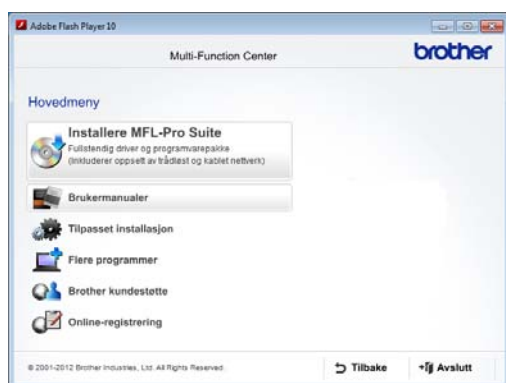 Adobe Flash Player 10
Multi-Function Center
brother
Hovedmeny
Installere MFL-Pro Suite
Fullstendig driver og programvarepakke
(Inkluderer oppsett av trådløst og kablet nettverk)
Brukermanualer
Tilpasset installasjon
Flere programmer
Brother kundestøtte
Online-registrering
© 2001-2012 Brother Industries, Ltd. All Rights Reserved.
Tilbake
Avslutt